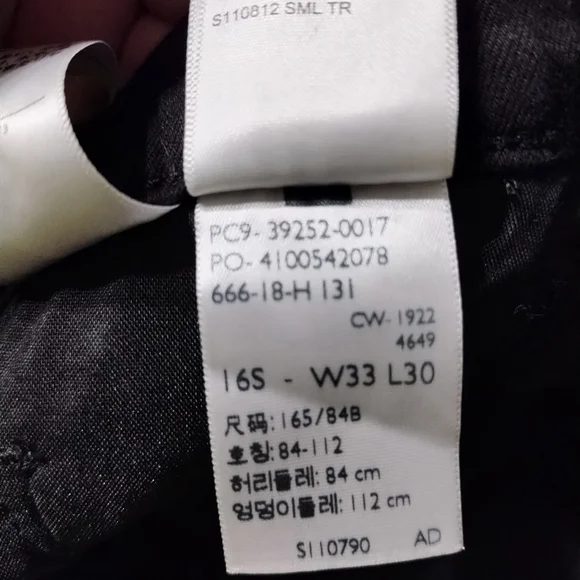 S110812 SML TR
PC9- 39252-0017
PO- 4100542078
666-18-H 131
CW- 1922
4649
16S - W33 L30
尺码: 165/84B
호칭: 84-112
허리둘레: 84 cm
엉덩이둘레: 112 cm
S110790 AD